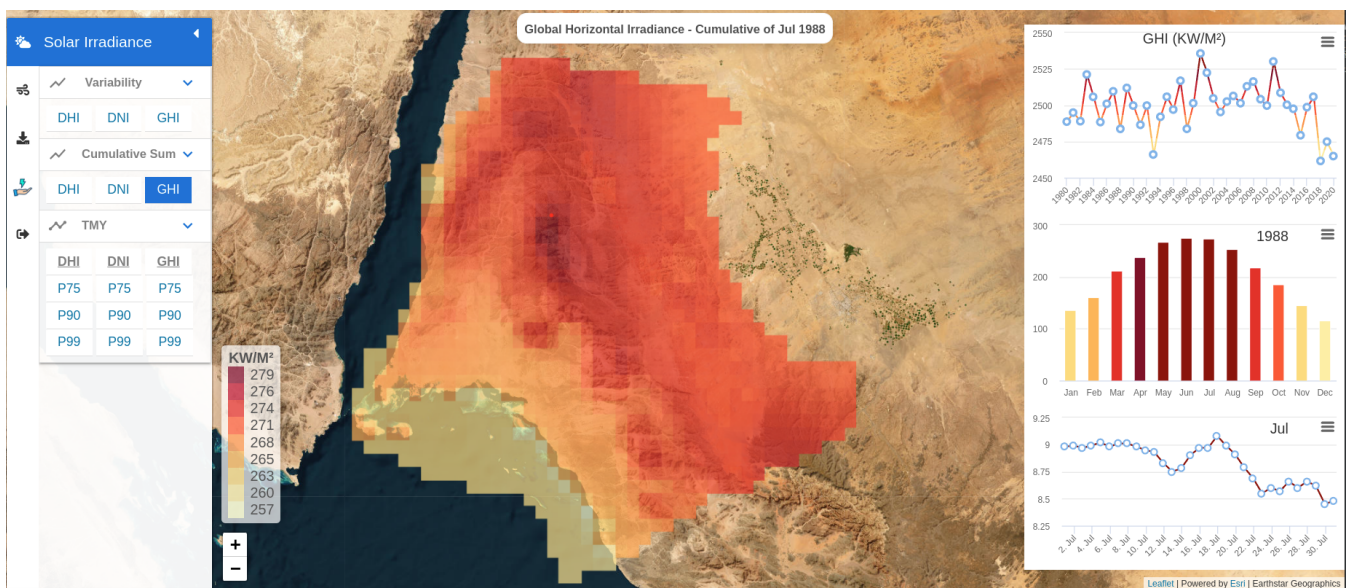 Solar Irradiance
Variability
DHI DNI GHI
Cumulative Sum
DHI DNI GHI
TMY
DHI DNI GHI
P75 P75 P75
P90 P90 P90
P99 P99 P99
Global Horizontal Irradiance - Cumulative of Jul 1988
KW/M²
279
276
274
271
268
265
263
260
257
+
−
GHI (KW/M²)
2550
2525
2500
2475
2450
1980 1982 1984 1986 1988 1990 1992 1994 1996 1998 2000 2002 2004 2006 2008 2010 2012 2014 2016 2018 2020
1988
300
200
100
0
Jan Feb Mar Apr May Jun Jul Aug Sep Oct Nov Dec
Jul
9.25
9
8.75
8.5
8.25
2. Jul 4. Jul 6. Jul 8. Jul 10. Jul 12. Jul 14. Jul 16. Jul 18. Jul 20. Jul 22. Jul 24. Jul 26. Jul 28. Jul 30. Jul
Leaflet | Powered by Esri | Earthstar Geographics